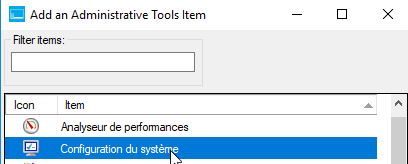 Add an Administrative Tools Item
Filter items:
Icon Item
Analyseur de performances
Configuration du système